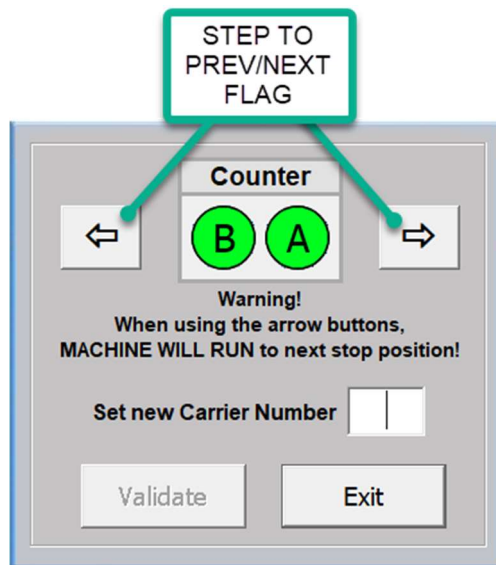 STEP TO
PREV/NEXT
FLAG
Counter
B A
Warning!
When using the arrow buttons,
MACHINE WILL RUN to next stop position!
Set new Carrier Number
Validate Exit